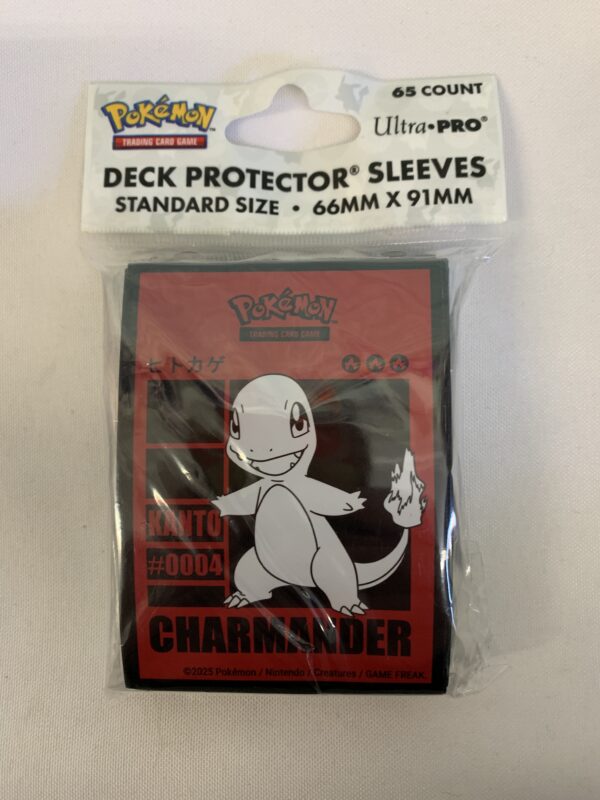 65 COUNT
POKéMON
TRADING CARD GAME
Ultra•PRO®
DECK PROTECTOR® SLEEVES
STANDARD SIZE • 66MM X 91MM
POKéMON
TRADING CARD GAME
ヒトカゲ
KANTO
#0004
CHARMANDER
©2025 Pokémon / Nintendo / Creatures / GAME FREAK.